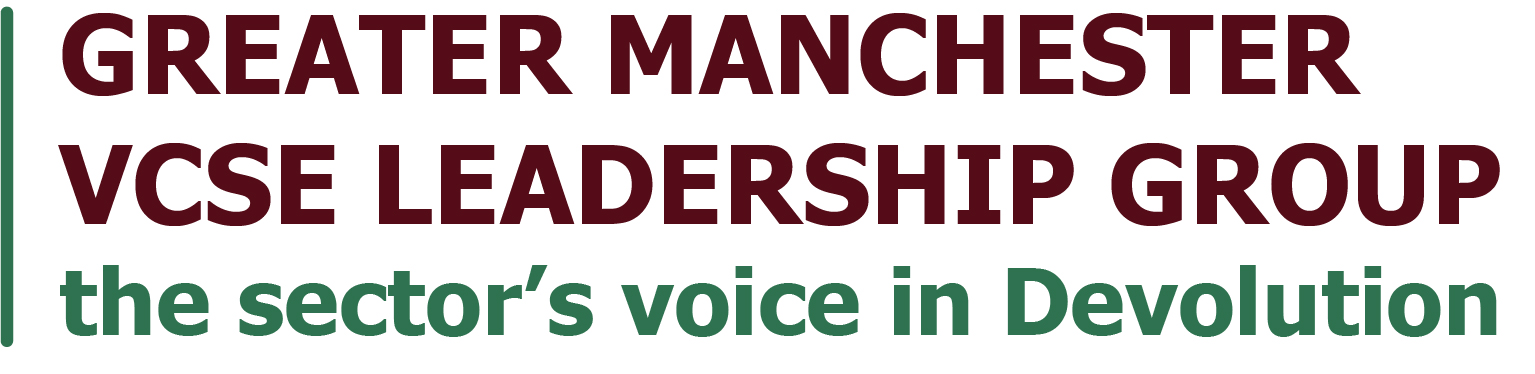 GREATER MANCHESTER
VCSE LEADERSHIP GROUP
the sector’s voice in Devolution